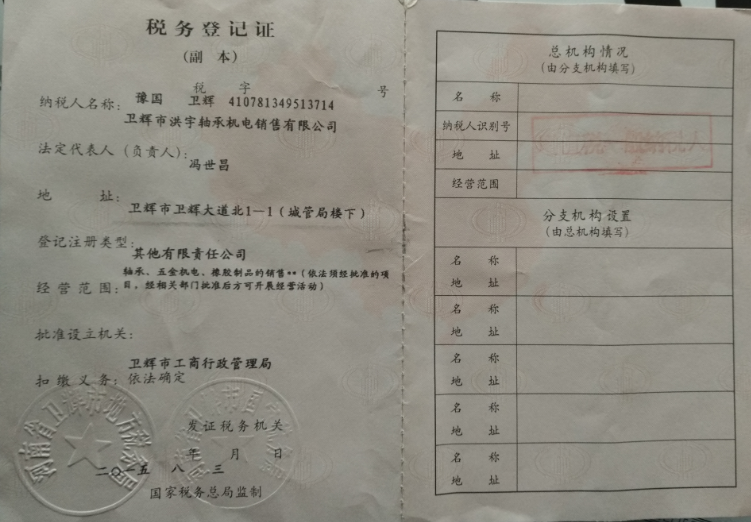 税务登记证
(副 本)
税 字 号
豫国 卫辉 410781349513714
纳税人名称:
卫辉市洪宇轴承机电销售有限公司
法定代表人(负责人):
冯世昌
地 址:
卫辉市卫辉大道北1—1(城管局楼下)
登记注册类型:
其他有限责任公司
轴承、五金机电、橡胶制品的销售**(依法须经批准的项
经营范围:目,经相关部门批准后方可开展经营活动)
批准设立机关:
卫辉市工商行政管理局
扣缴义务:依法确定
发证税务机关
年 月 日
二〇一五 八 三
国家税务总局监制
河南省卫辉市地方税务局
总机构情况
(由分支机构填写)
名 称
纳税人识别号
地 址
经营范围
分支机构设置
(由总机构填写)
名 称
地 址
名 称
地 址
名 称
地 址
名 称
地 址
名 称
地 址